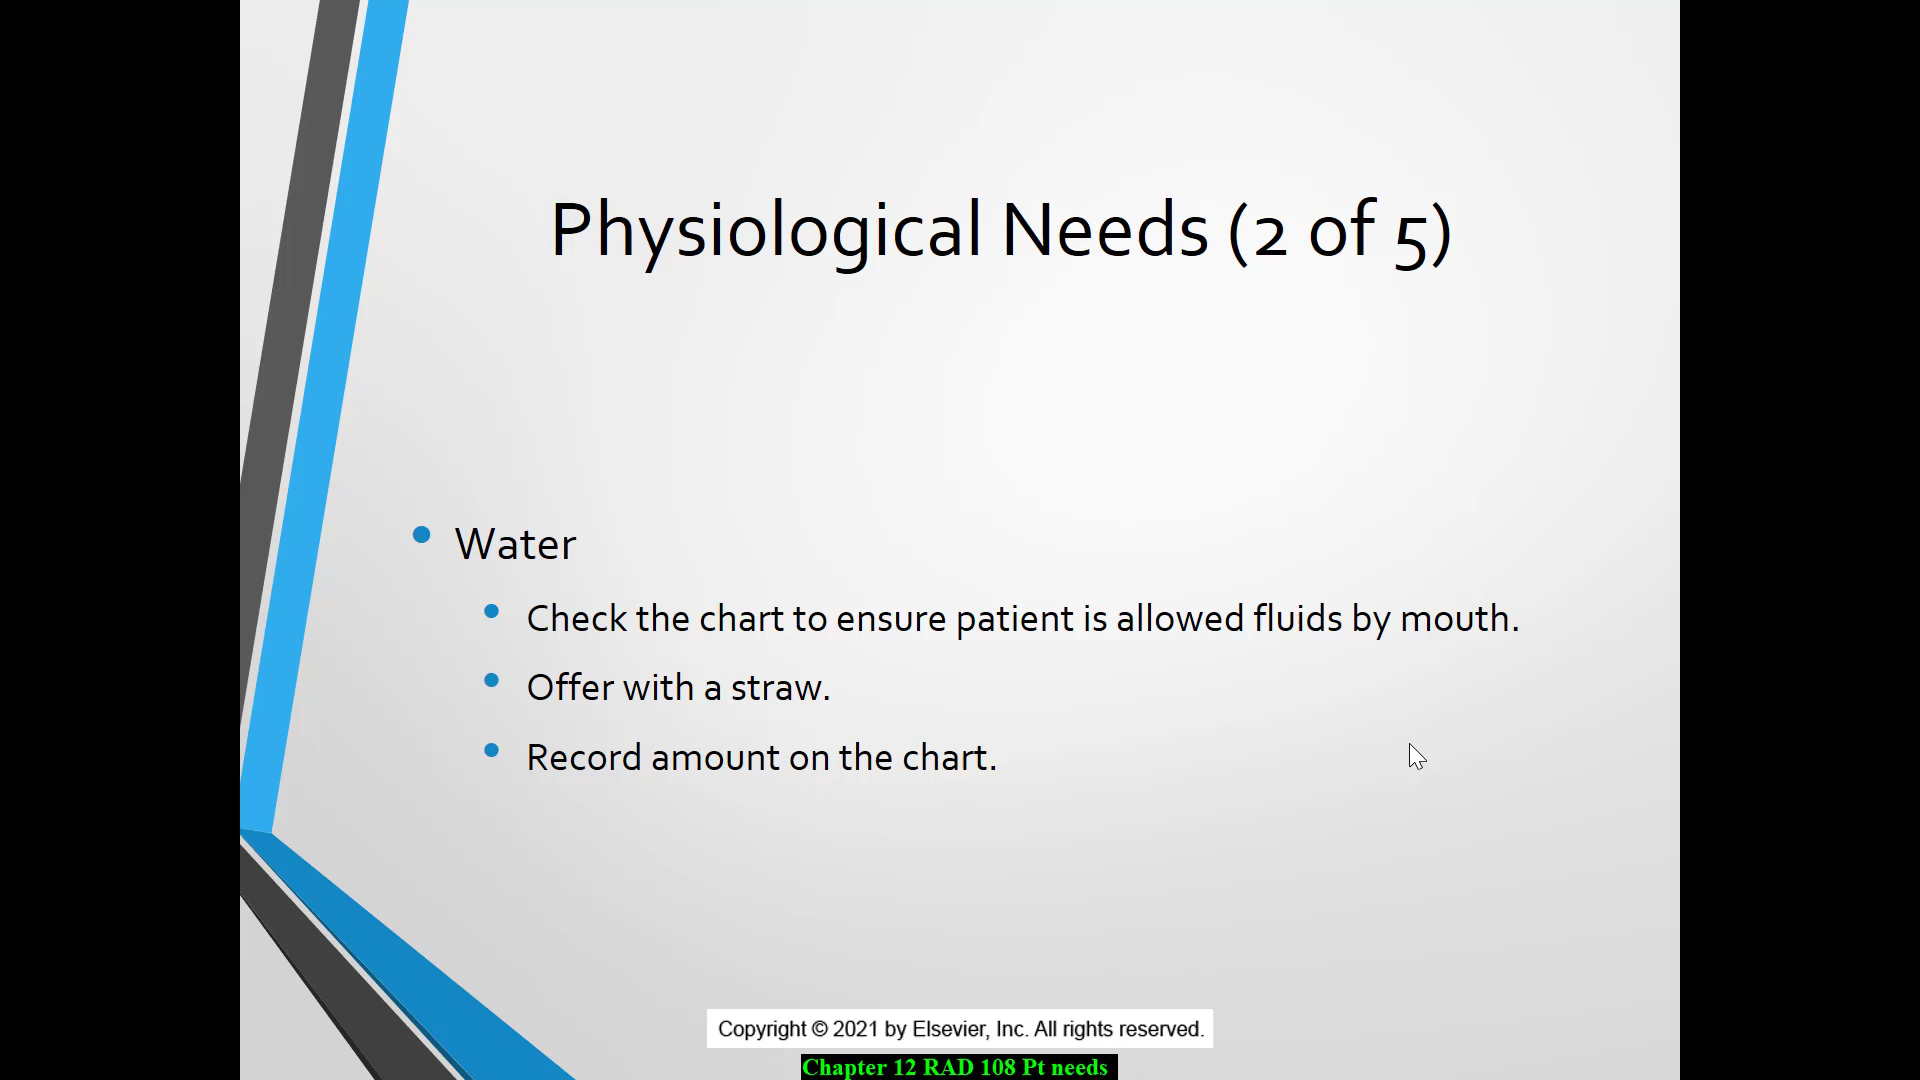 Physiological Needs (2 of 5)
Water
Check the chart to ensure patient is allowed fluids by mouth.
Offer with a straw.
Record amount on the chart.
Copyright © 2021 by Elsevier, Inc. All rights reserved.
Chapter 12 RAD 108 Pt needs